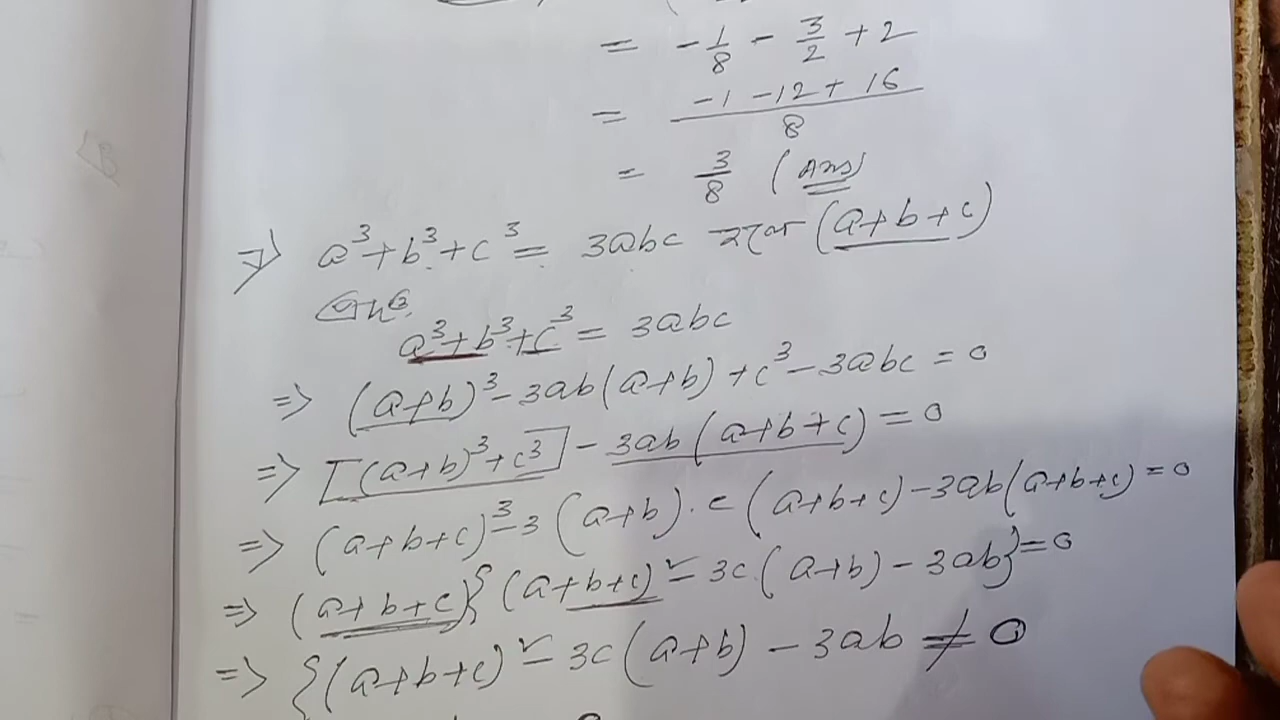 = -1/8 - 3/2 + 2
= (-1 -12 + 16)/8
= 3/8 (Ans)
=> a³+b³+c³ = 3abc হলে (a+b+c)
a³+b³+c³ = 3abc
=> (a+b)³-3ab(a+b)+c³-3abc = 0
=> [(a+b)³+c³] - 3ab(a+b+c) = 0
=> (a+b+c)³-3(a+b).c(a+b+c)-3ab(a+b+c) = 0
=> (a+b+c){(a+b+c)²-3c(a+b)-3ab} = 0
=> {(a+b+c)²-3c(a+b)-3ab ≠ 0